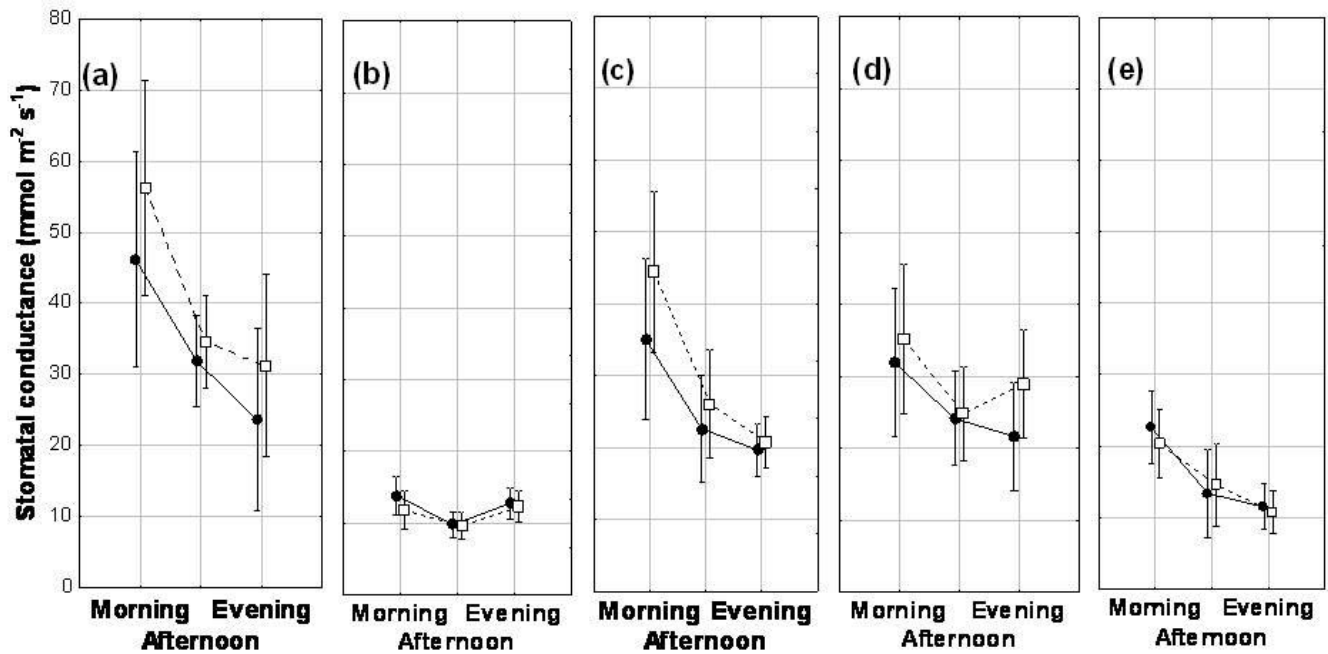 Stomatal conductance (mmol m⁻² s⁻¹)
80
70
60
50
40
30
20
10
0
(a)
(b)
(c)
(d)
(e)
Morning Evening
Afternoon
Morning Evening
Afternoon
Morning Evening
Afternoon
Morning Evening
Afternoon
Morning Evening
Afternoon